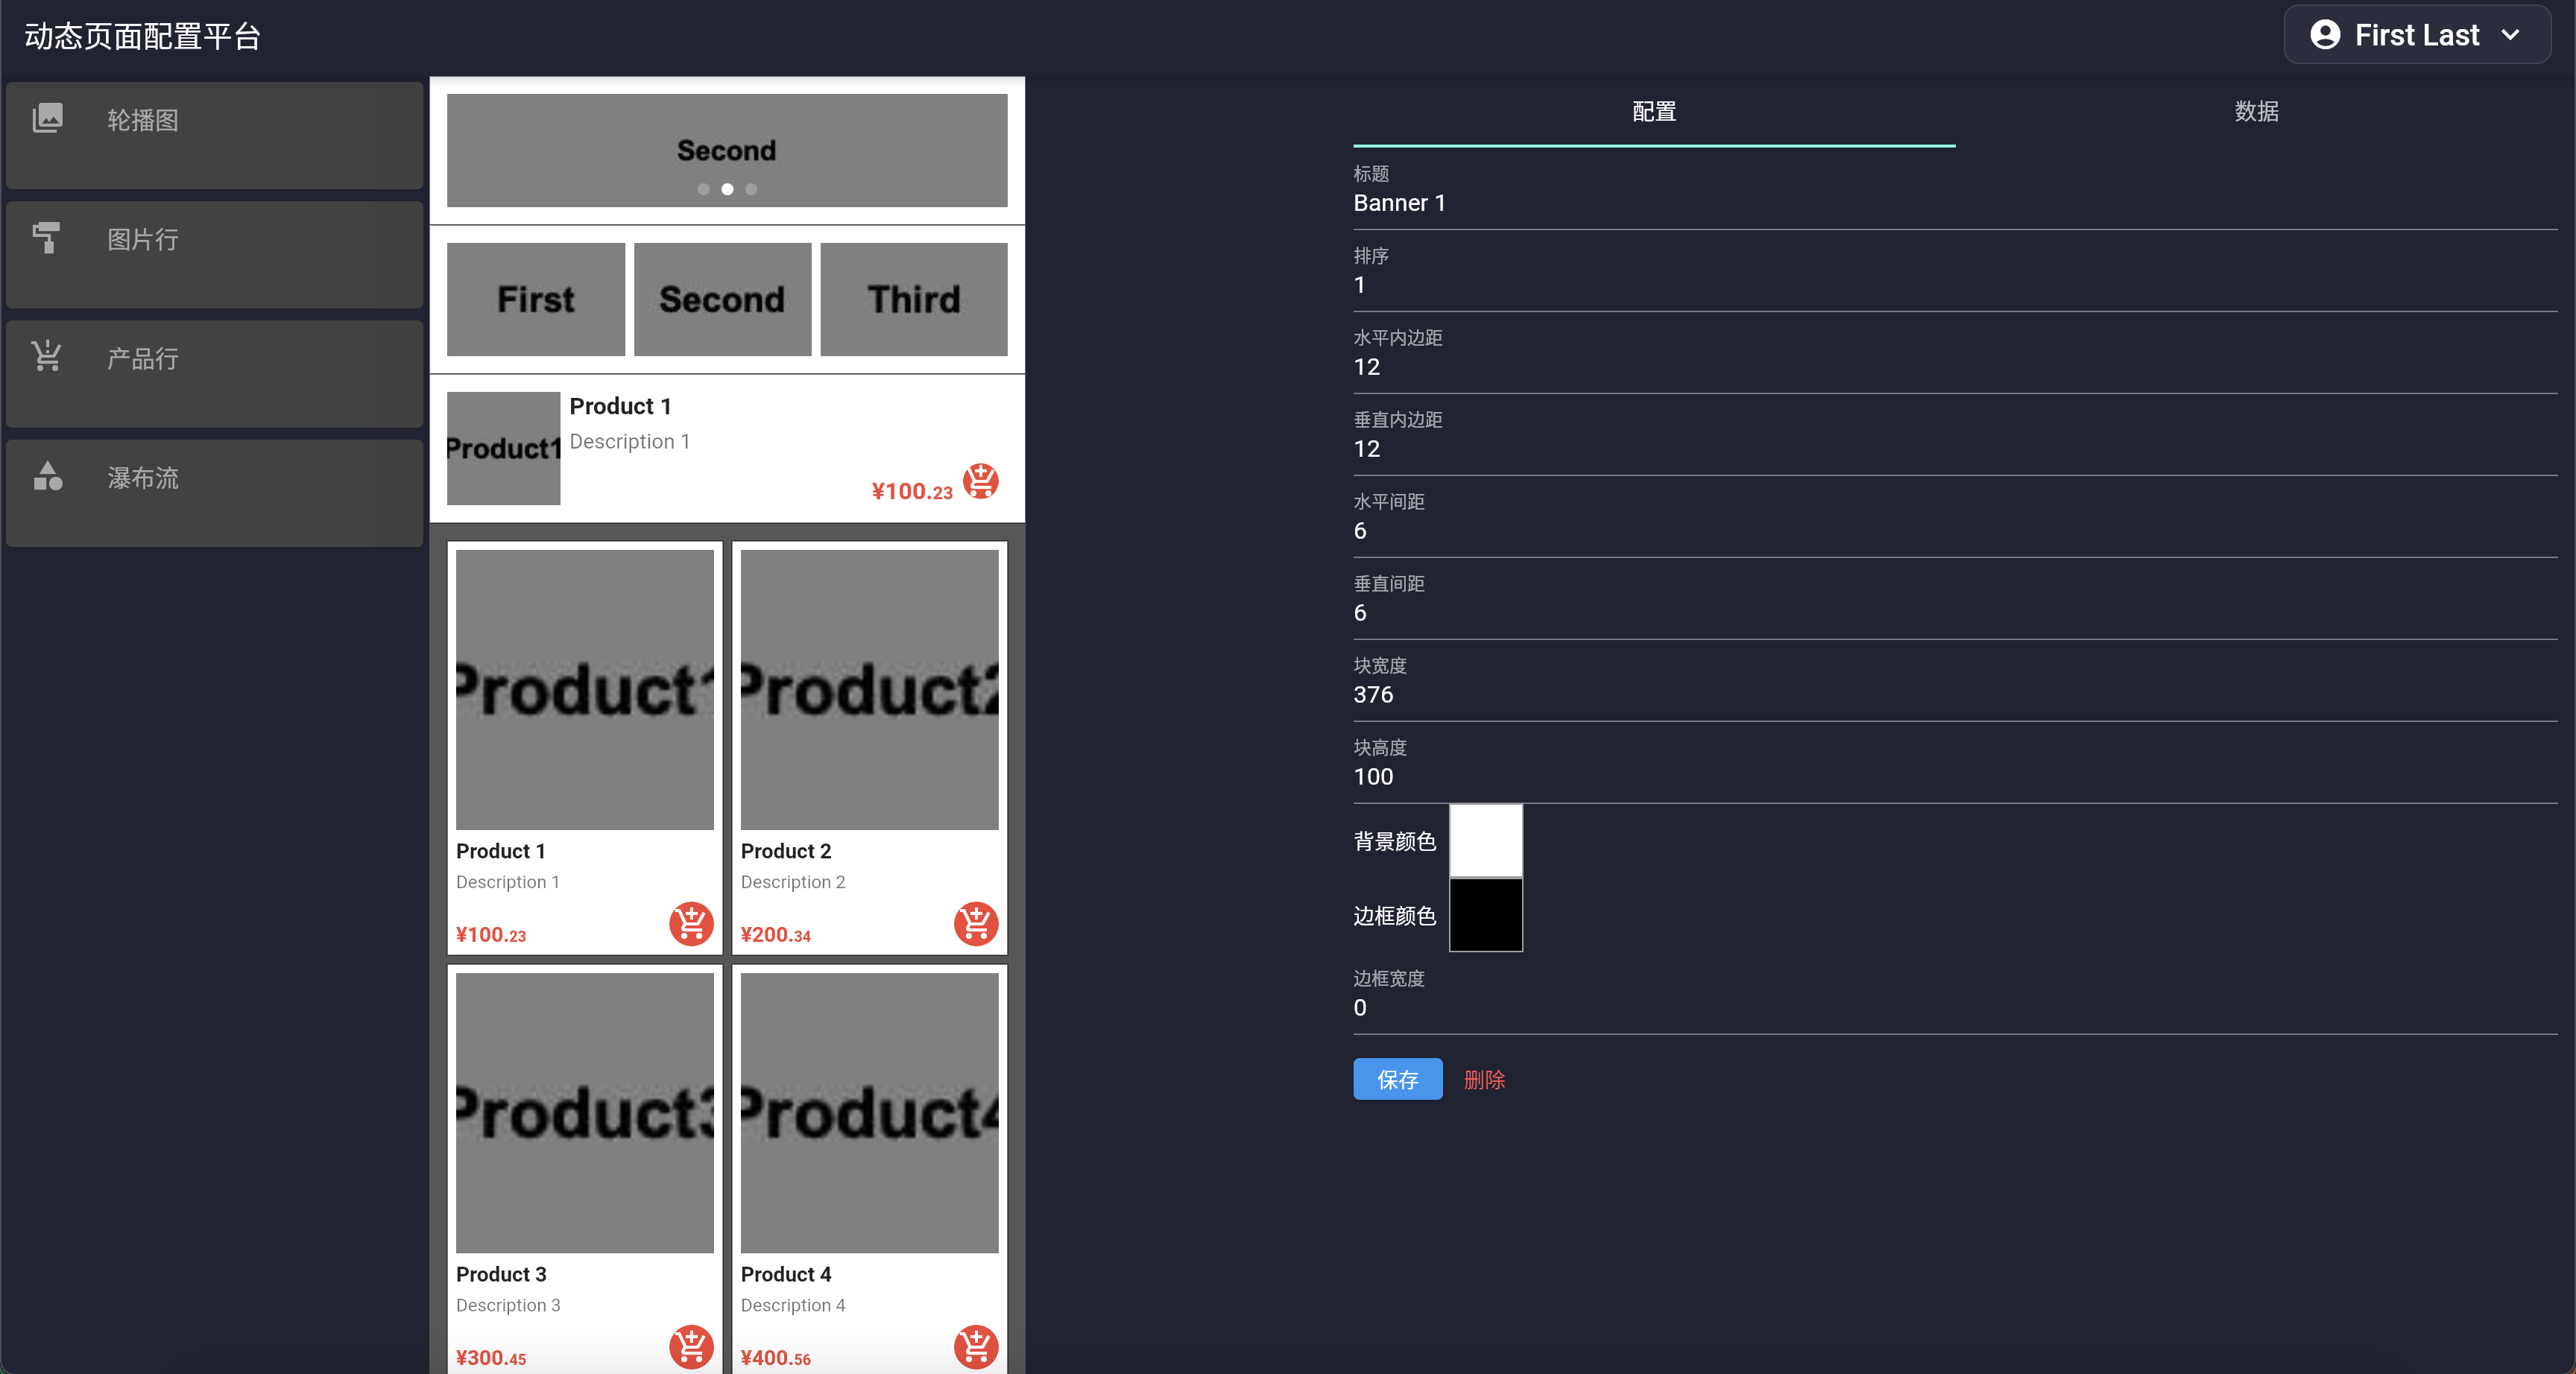 动态页面配置平台
First Last
轮播图
图片行
产品行
瀑布流
Second
First
Second
Third
Product1
Product 1
Description 1
¥100.23
Product1
Product2
Product 1
Product 2
Description 1
Description 2
¥100.23
¥200.34
Product3
Product4
Product 3
Product 4
Description 3
Description 4
¥300.45
¥400.56
配置
数据
标题
Banner 1
排序
1
水平内边距
12
垂直内边距
12
水平间距
6
垂直间距
6
块宽度
376
块高度
100
背景颜色
边框颜色
边框宽度
0
保存
删除